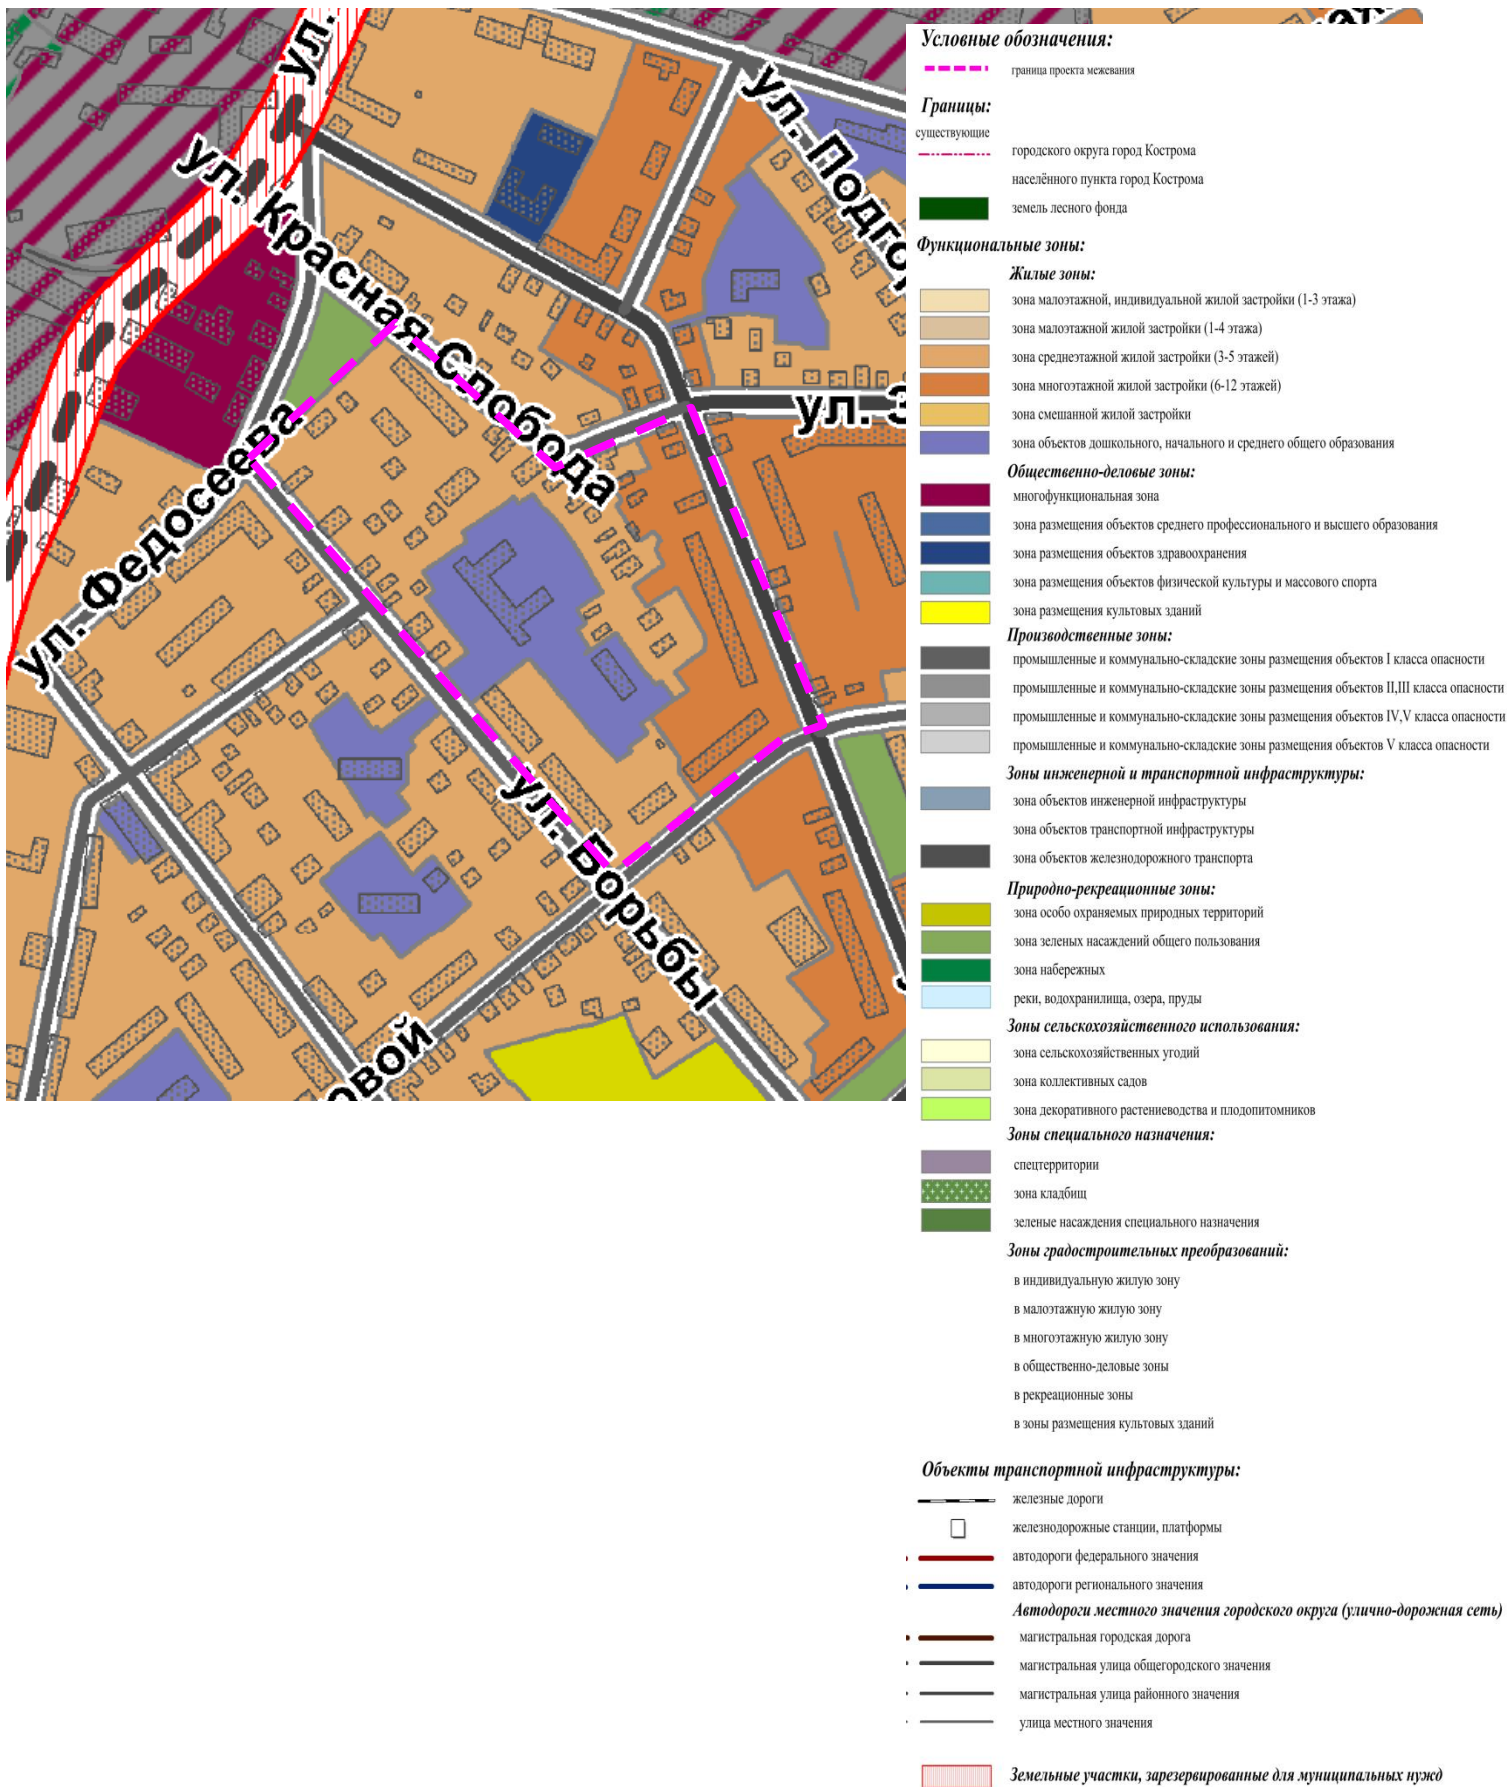 ул.
ул. Красная Слобода
ул. Подго
ул. З
ул. Федосеева
ул. Борьбы
овой
Условные обозначения:
граница проекта межевания
Границы:
существующие
городского округа город Кострома
населённого пункта город Кострома
земель лесного фонда
Функциональные зоны:
Жилые зоны:
зона малоэтажной, индивидуальной жилой застройки (1-3 этажа)
зона малоэтажной жилой застройки (1-4 этажа)
зона среднеэтажной жилой застройки (3-5 этажей)
зона многоэтажной жилой застройки (6-12 этажей)
зона смешанной жилой застройки
зона объектов дошкольного, начального и среднего общего образования
Общественно-деловые зоны:
многофункциональная зона
зона размещения объектов среднего профессионального и высшего образования
зона размещения объектов здравоохранения
зона размещения объектов физической культуры и массового спорта
зона размещения культовых зданий
Производственные зоны:
промышленные и коммунально-складские зоны размещения объектов I класса опасности
промышленные и коммунально-складские зоны размещения объектов II,III класса опасности
промышленные и коммунально-складские зоны размещения объектов IV,V класса опасности
промышленные и коммунально-складские зоны размещения объектов V класса опасности
Зоны инженерной и транспортной инфраструктуры:
зона объектов инженерной инфраструктуры
зона объектов транспортной инфраструктуры
зона объектов железнодорожного транспорта
Природно-рекреационные зоны:
зона особо охраняемых природных территорий
зона зеленых насаждений общего пользования
зона набережных
реки, водохранилища, озера, пруды
Зоны сельскохозяйственного использования:
зона сельскохозяйственных угодий
зона коллективных садов
зона декоративного растениеводства и плодопитомников
Зоны специального назначения:
спецтерритории
зона кладбищ
зеленые насаждения специального назначения
Зоны градостроительных преобразований:
в индивидуальную жилую зону
в малоэтажную жилую зону
в многоэтажную жилую зону
в общественно-деловые зоны
в рекреационные зоны
в зоны размещения культовых зданий
Объекты транспортной инфраструктуры:
железные дороги
железнодорожные станции, платформы
автодороги федерального значения
автодороги регионального значения
Автодороги местного значения городского округа (улично-дорожная сеть)
магистральная городская дорога
магистральная улица общегородского значения
магистральная улица районного значения
улица местного значения
Земельные участки, зарезервированные для муниципальных нужд